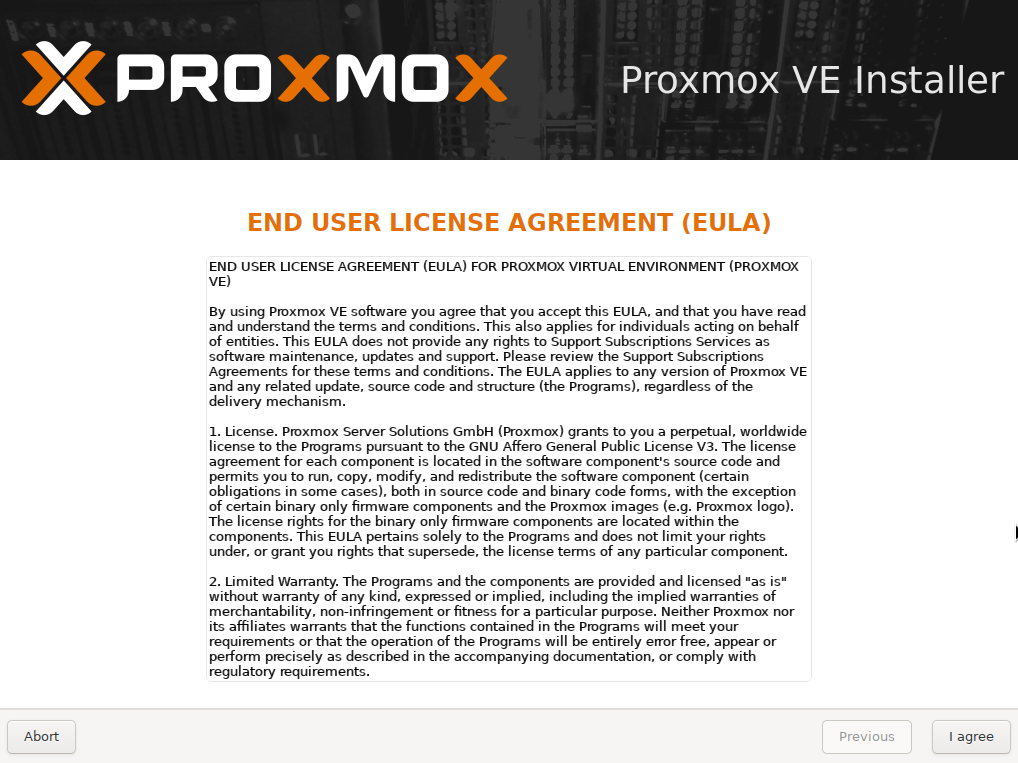 PROXMOX
Proxmox VE Installer
END USER LICENSE AGREEMENT (EULA)
END USER LICENSE AGREEMENT (EULA) FOR PROXMOX VIRTUAL ENVIRONMENT (PROXMOX
VE)
By using Proxmox VE software you agree that you accept this EULA, and that you have read
and understand the terms and conditions. This also applies for individuals acting on behalf
of entities. This EULA does not provide any rights to Support Subscriptions Services as
software maintenance, updates and support. Please review the Support Subscriptions
Agreements for these terms and conditions. The EULA applies to any version of Proxmox VE
and any related update, source code and structure (the Programs), regardless of the
delivery mechanism.
1. License. Proxmox Server Solutions GmbH (Proxmox) grants to you a perpetual, worldwide
license to the Programs pursuant to the GNU Affero General Public License V3. The license
agreement for each component is located in the software component's source code and
permits you to run, copy, modify, and redistribute the software component (certain
obligations in some cases), both in source code and binary code forms, with the exception
of certain binary only firmware components and the Proxmox images (e.g. Proxmox logo).
The license rights for the binary only firmware components are located within the
components. This EULA pertains solely to the Programs and does not limit your rights
under, or grant you rights that supersede, the license terms of any particular component.
2. Limited Warranty. The Programs and the components are provided and licensed "as is"
without warranty of any kind, expressed or implied, including the implied warranties of
merchantability, non-infringement or fitness for a particular purpose. Neither Proxmox nor
its affiliates warrants that the functions contained in the Programs will meet your
requirements or that the operation of the Programs will be entirely error free, appear or
perform precisely as described in the accompanying documentation, or comply with
regulatory requirements.
Abort
Previous
I agree